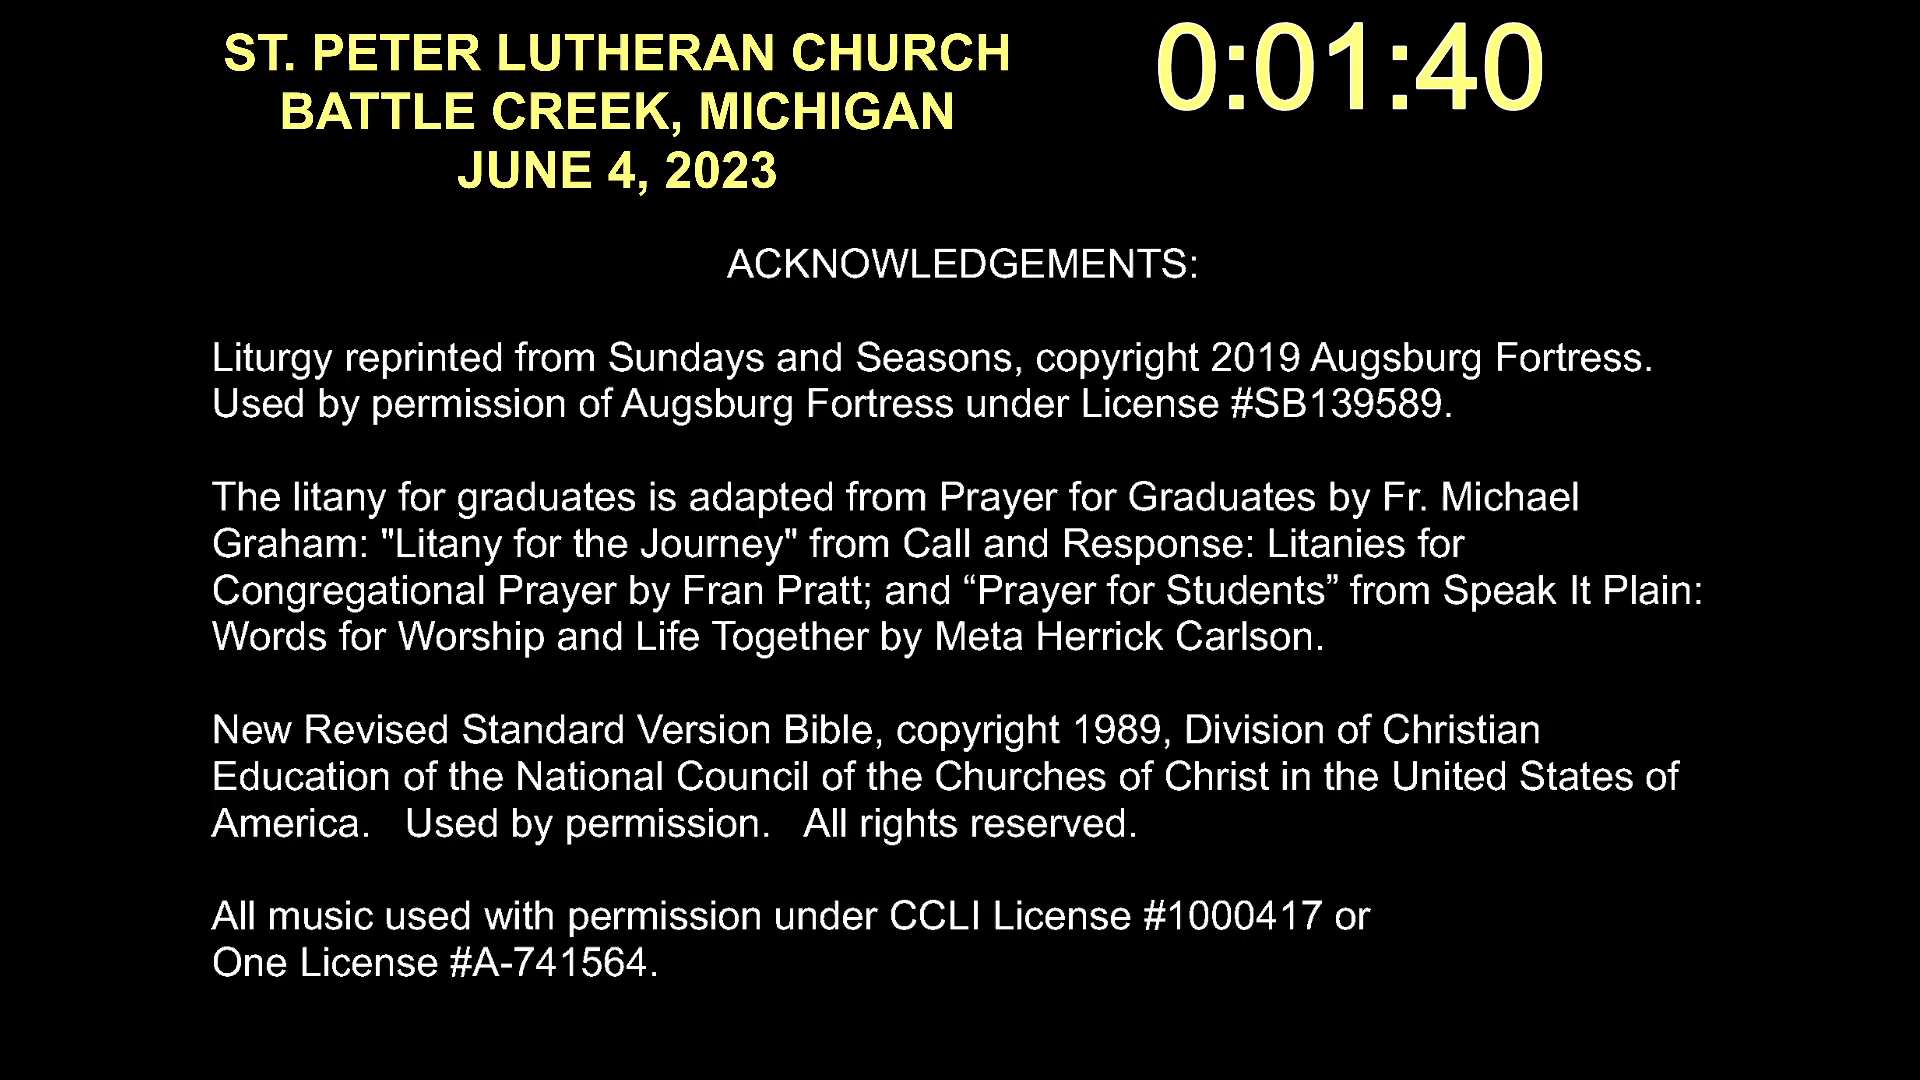 ST. PETER LUTHERAN CHURCH
BATTLE CREEK, MICHIGAN
JUNE 4, 2023
0:01:40
ACKNOWLEDGEMENTS:
Liturgy reprinted from Sundays and Seasons, copyright 2019 Augsburg Fortress.
Used by permission of Augsburg Fortress under License #SB139589.
The litany for graduates is adapted from Prayer for Graduates by Fr. Michael
Graham: "Litany for the Journey" from Call and Response: Litanies for
Congregational Prayer by Fran Pratt; and “Prayer for Students” from Speak It Plain:
Words for Worship and Life Together by Meta Herrick Carlson.
New Revised Standard Version Bible, copyright 1989, Division of Christian
Education of the National Council of the Churches of Christ in the United States of
America.   Used by permission.   All rights reserved.
All music used with permission under CCLI License #1000417 or
One License #A-741564.